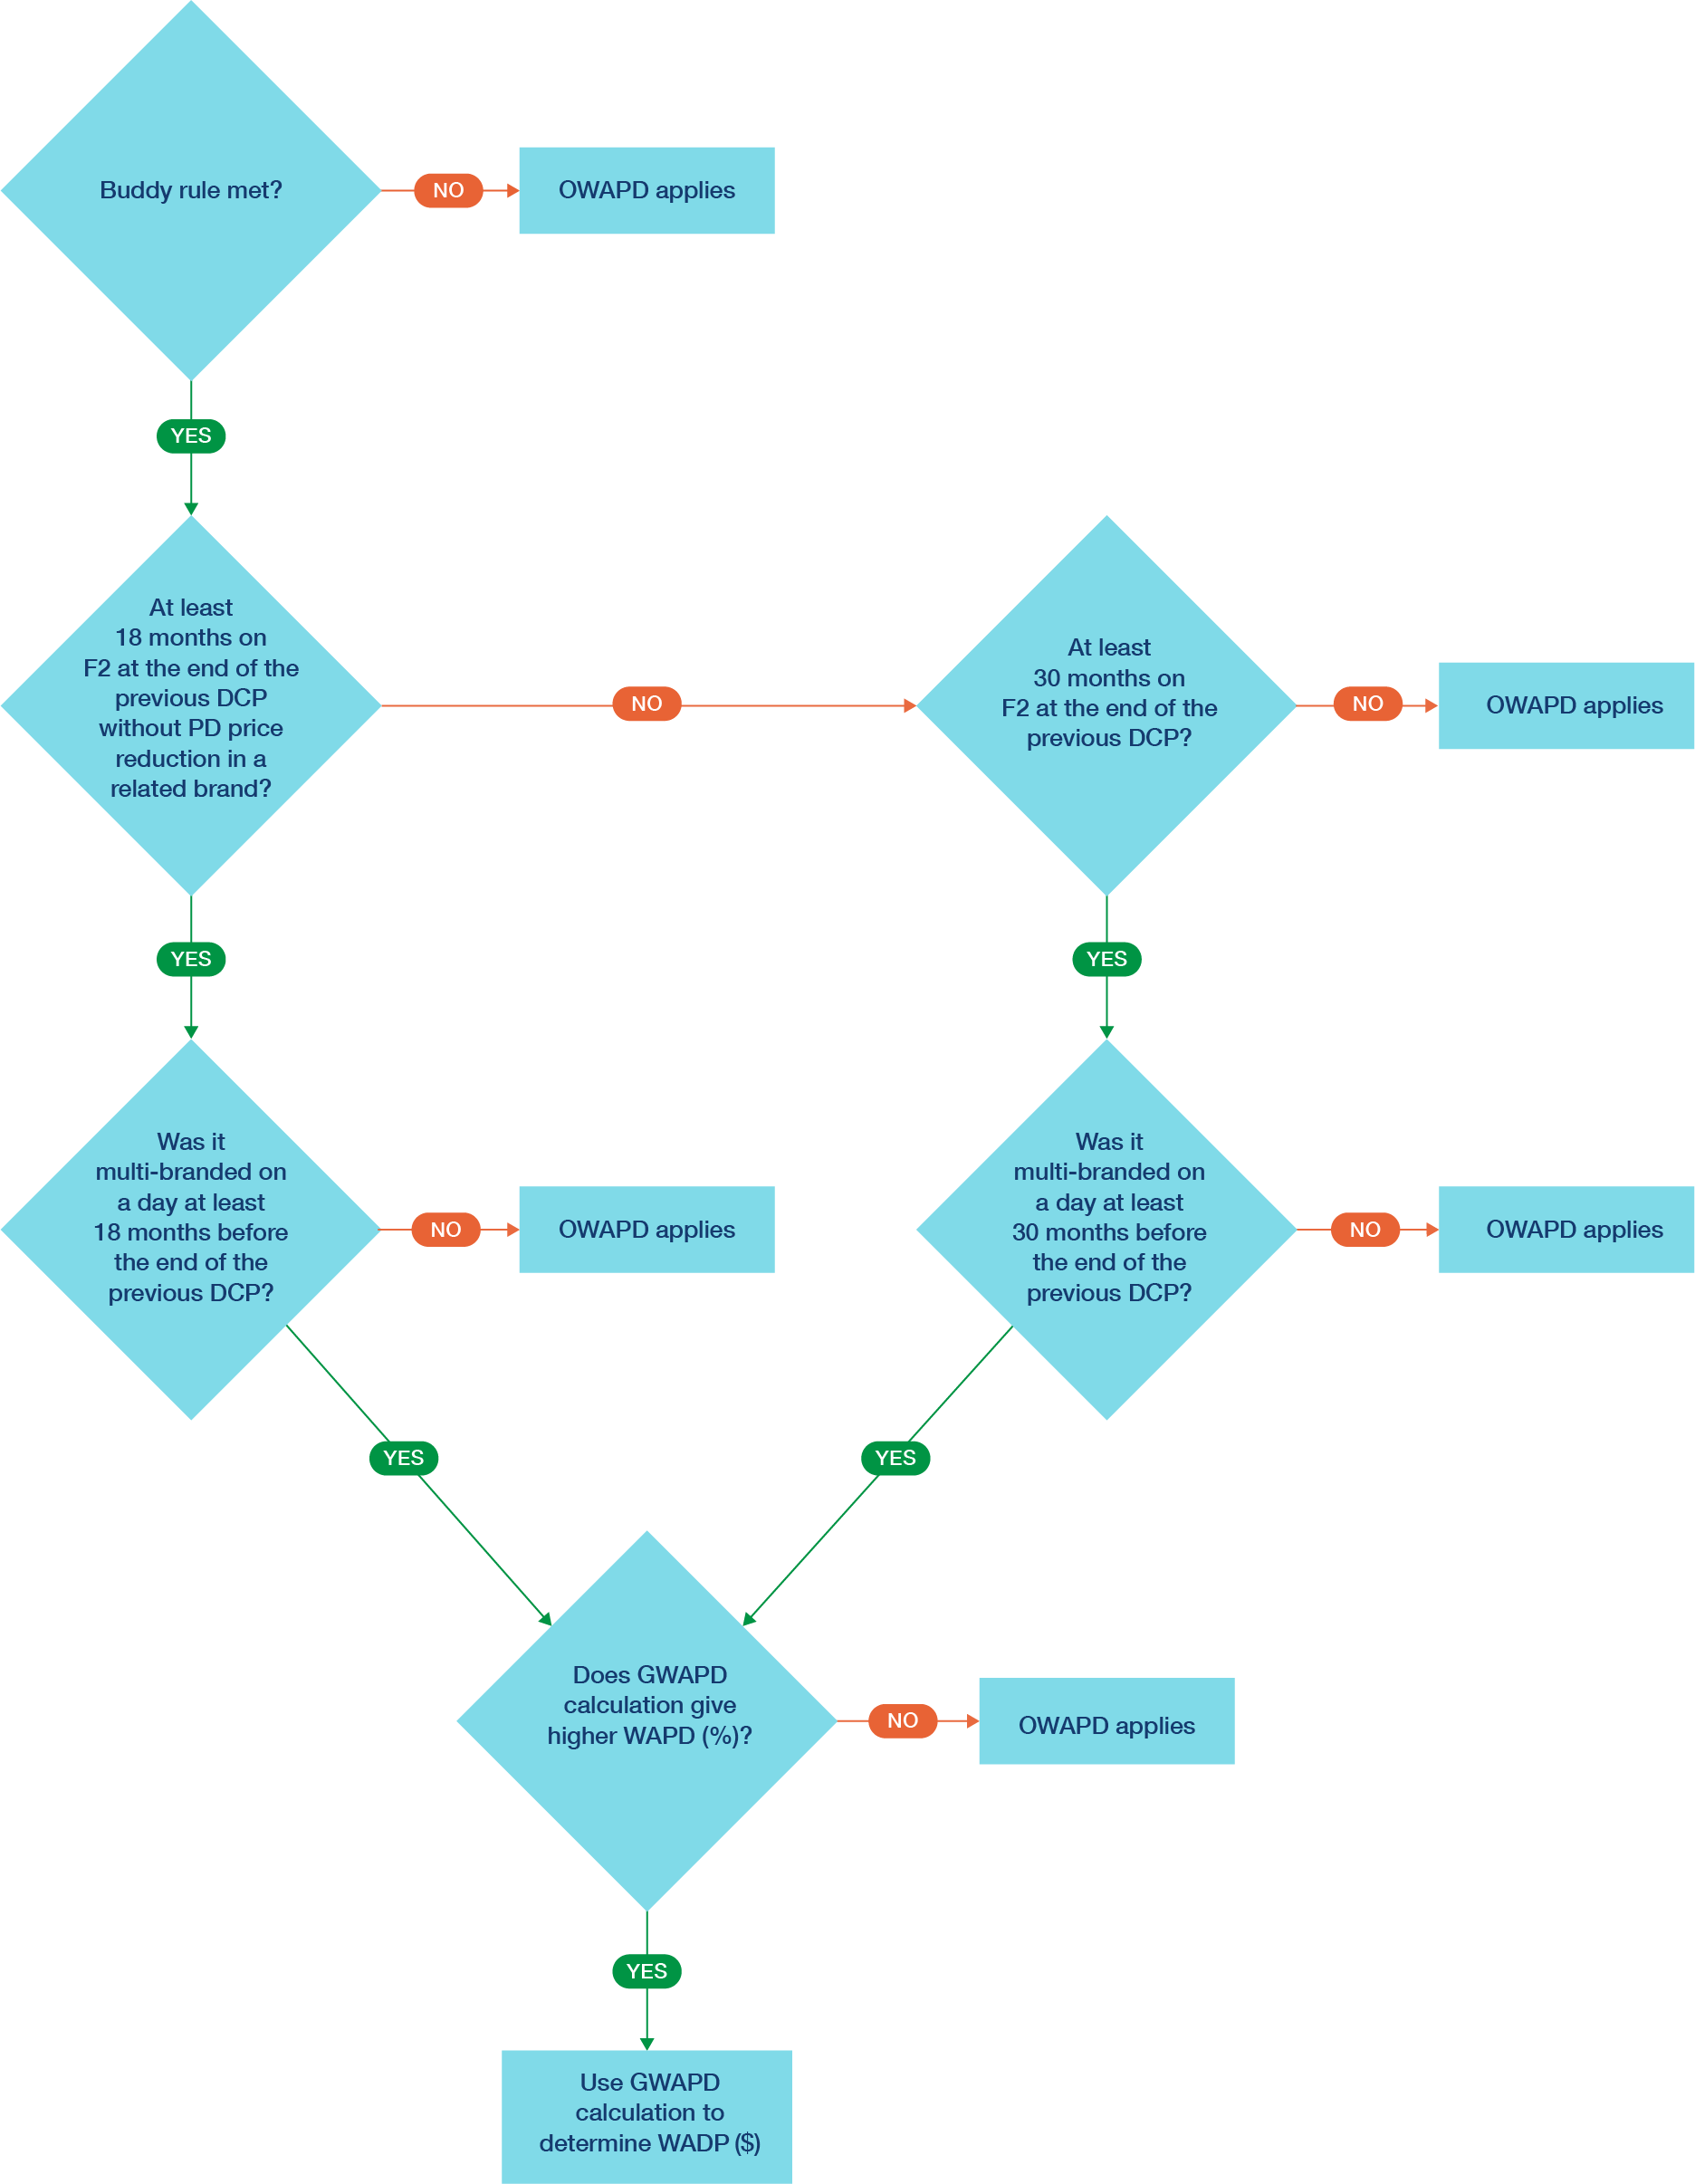 Buddy rule met?
NO
OWAPD applies
YES
At least
18 months on
F2 at the end of the
previous DCP
without PD price
reduction in a
related brand?
NO
At least
30 months on
F2 at the end of the
previous DCP?
NO
OWAPD applies
YES
YES
Was it
multi-branded on
a day at least
18 months before
the end of the
previous DCP?
NO
OWAPD applies
Was it
multi-branded on
a day at least
30 months before
the end of the
previous DCP?
NO
OWAPD applies
YES
YES
Does GWAPD
calculation give
higher WAPD (%)?
NO
OWAPD applies
YES
Use GWAPD
calculation to
determine WADP ($)